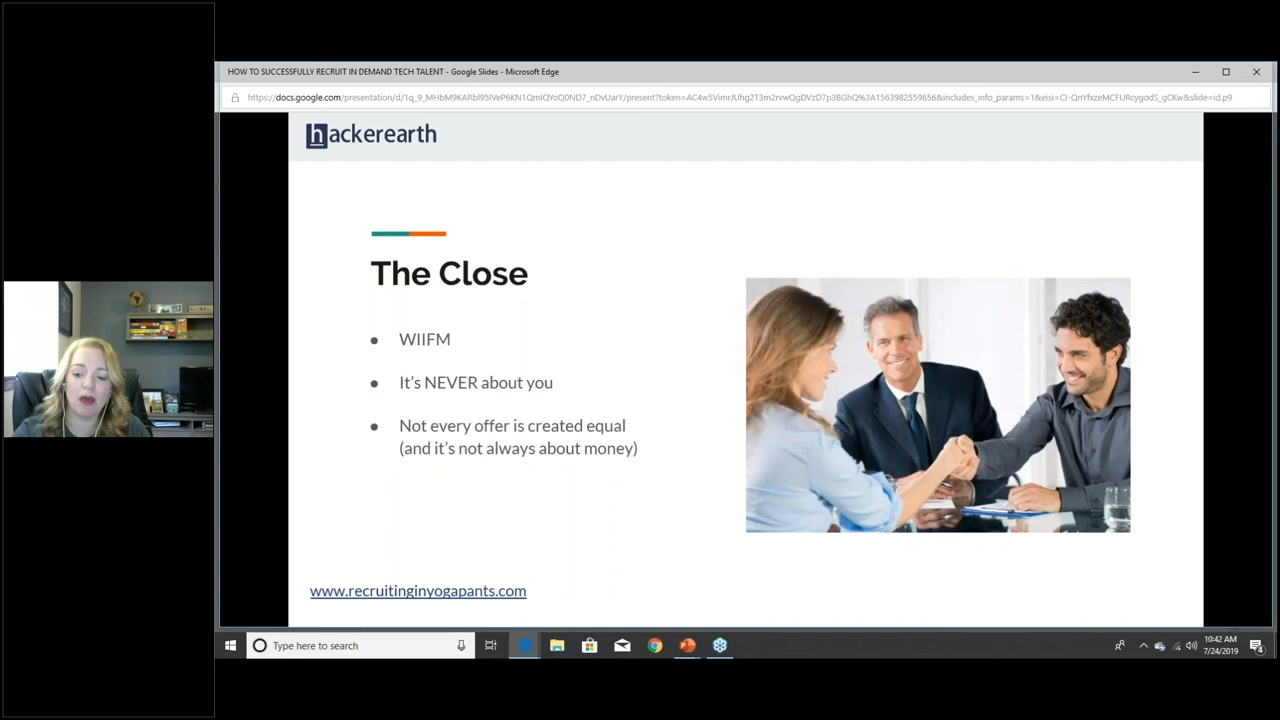 HOW TO SUCCESSFULLY RECRUIT IN DEMAND TECH TALENT - Google Slides - Microsoft Edge
hackerearth
The Close
WIIFM
It's NEVER about you
Not every offer is created equal
(and it's not always about money)
www.recruitinginyogapants.com
Type here to search
10:42 AM
7/24/2019
4